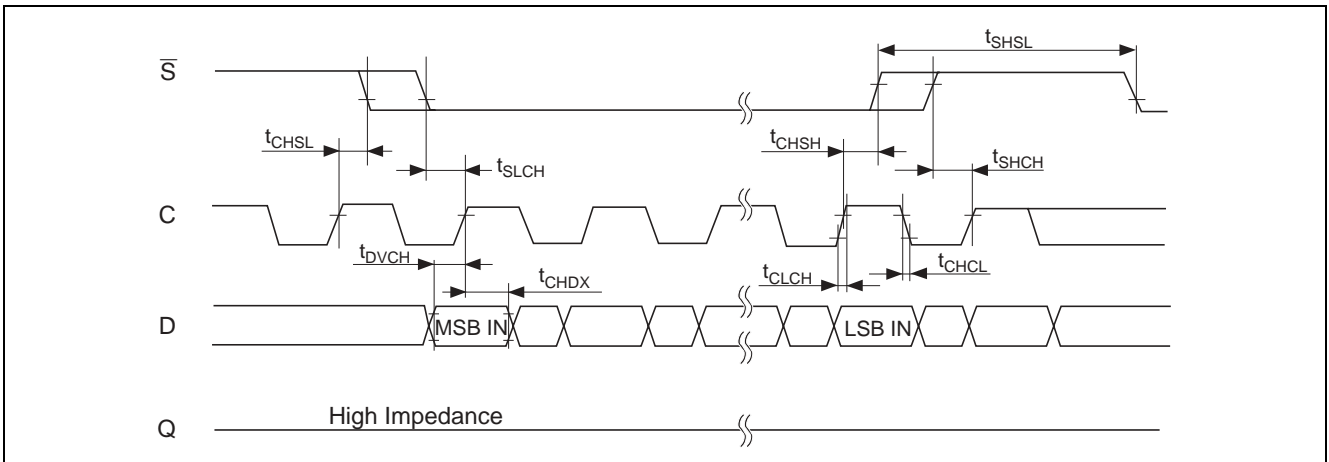 tSHSL
S̅
tCHSL
tSLCH
tCHSH
tSHCH
C
tDVCH
tCHDX
tCLCH
tCHCL
D
MSB IN
LSB IN
High Impedance
Q